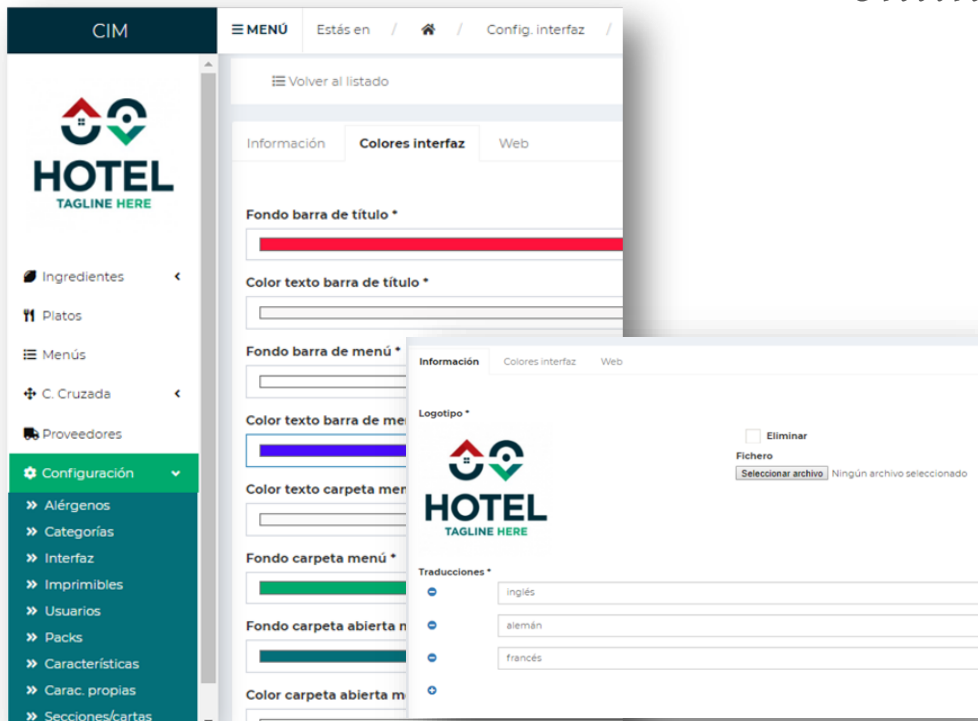 CIM
MENÚ Estás en / / Config. interfaz /
Volver al listado
HOTEL
TAGLINE HERE
Ingredientes
Platos
Menús
C. Cruzada
Proveedores
Configuración
Alérgenos
Categorías
Interfaz
Imprimibles
Usuarios
Packs
Características
Carac. propias
Secciones/cartas
Información Colores interfaz Web
Fondo barra de título *
Color texto barra de título *
Fondo barra de menú *
Color texto barra de me
Color texto carpeta men
Fondo carpeta menú *
Fondo carpeta abierta m
Color carpeta abierta m
Información Colores interfaz Web
Logotipo *
HOTEL
TAGLINE HERE
Eliminar
Fichero
Seleccionar archivo Ningún archivo seleccionado
Traducciones *
inglés
alemán
francés